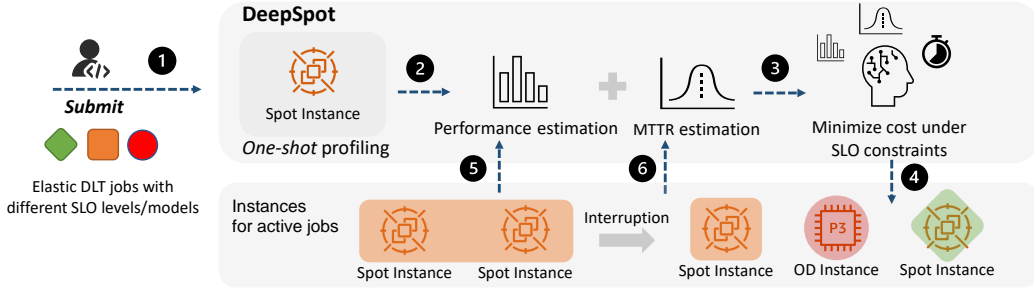 DeepSpot
1
Submit
Elastic DLT jobs with
different SLO levels/models
Spot Instance
One-shot profiling
2
Performance estimation
MTTR estimation
3
Minimize cost under
SLO constraints
4
5
6
Instances
for active jobs
Spot Instance
Spot Instance
Interruption
Spot Instance
P3
OD Instance
Spot Instance